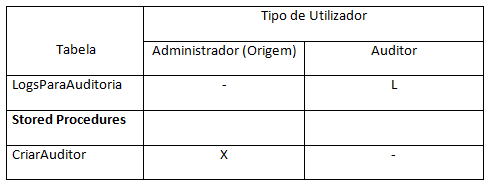 Tipo de Utilizador
Tabela Administrador (Origem) Auditor
LogsParaAuditoria - L
Stored Procedures
CriarAuditor X -